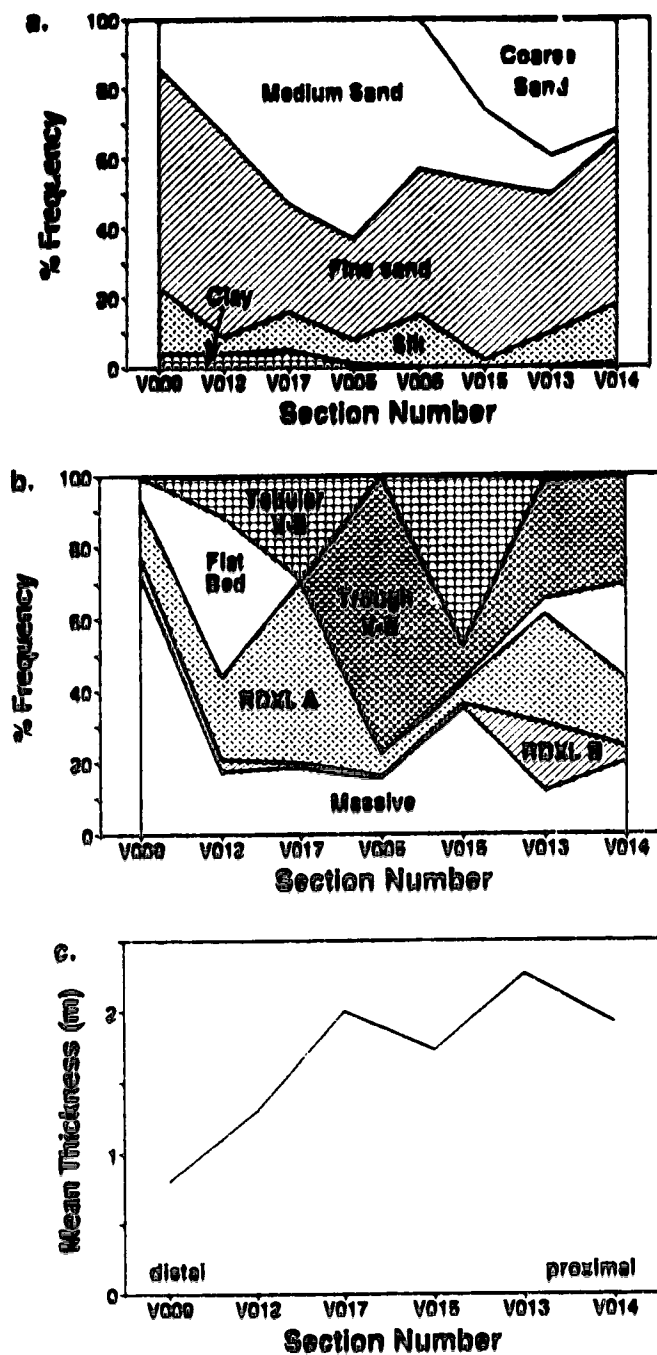 a.
100
80
60
40
20
0
% Frequency
Medium Sand
Coarse
Sand
Fine sand
Clay
Silt
V009 V012 V017 V005 V006 V015 V013 V014
Section Number
b.
100
80
60
40
20
0
% Frequency
Tabular
X-B
Flat
Bed
Trough
X-B
RDXL A
RDXL B
Massive
V009 V012 V017 V005 V015 V013 V014
Section Number
c.
2
1
0
Mean Thickness (m)
distal
proximal
V009 V012 V017 V015 V013 V014
Section Number